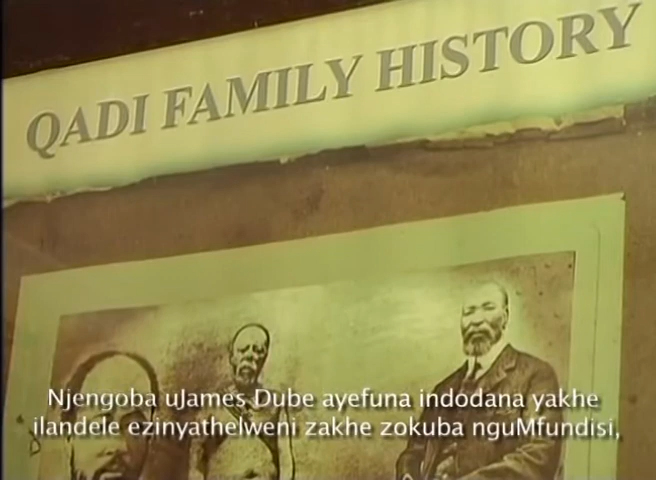 QADI FAMILY HISTORY
Njengoba uJames Dube ayefuna indodana yakhe
ilandele ezinyathelweni zakhe zokuba nguMfundisi,